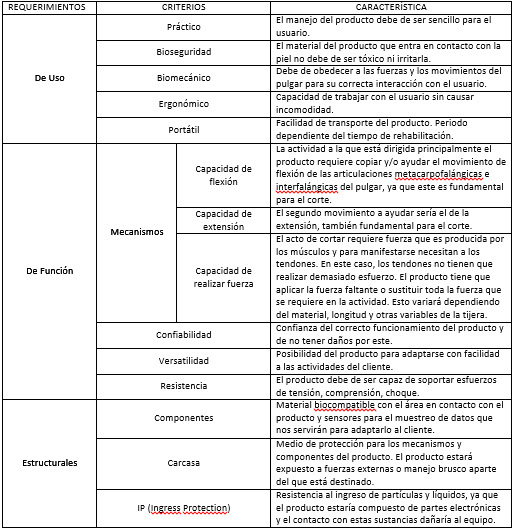 REQUERIMIENTOS
CRITERIOS
CARACTERÍSTICA
De Uso
Práctico
El manejo del producto debe de ser sencillo para el
usuario.
Bioseguridad
El material del producto que entra en contacto con la
piel no debe de ser tóxico ni irritarla.
Biomecánico
Debe de obedecer a las fuerzas y los movimientos del
pulgar para su correcta interacción con el usuario.
Ergonómico
Capacidad de trabajar con el usuario sin causar
incomodidad.
Portátil
Facilidad de transporte del producto. Periodo
dependiente del tiempo de rehabilitación.
De Función
Mecanismos
Capacidad de
flexión
La actividad a la que está dirigida principalmente el
producto requiere copiar y/o ayudar el movimiento de
flexión de las articulaciones metacarpofalángicas e
interfalángicas del pulgar, ya que este es fundamental
para el corte.
Capacidad de
extensión
El segundo movimiento a ayudar sería el de la
extensión, también fundamental para el corte.
Capacidad de
realizar fuerza
El acto de cortar requiere fuerza que es producida por
los músculos y para manifestarse necesitan a los
tendones. En este caso, los tendones no tienen que
realizar demasiado esfuerzo. El producto tiene que
aplicar la fuerza faltante o sustituir toda la fuerza que
se requiere en la actividad. Esto variará dependiendo
del material, longitud y otras variables de la tijera.
Confiabilidad
Confianza del correcto funcionamiento del producto y
de no tener daños por este.
Versatilidad
Posibilidad del producto para adaptarse con facilidad
a las actividades del cliente.
Resistencia
El producto debe de ser capaz de soportar esfuerzos
de tensión, comprensión, choque.
Estructurales
Componentes
Material biocompatible con el área en contacto con el
producto y sensores para el muestreo de datos que
nos servirán para adaptarlo al cliente.
Carcasa
Medio de protección para los mecanismos y
componentes del producto. El producto estará
expuesto a fuerzas externas o manejo brusco aparte
del que está destinado.
IP (Ingress Protection)
Resistencia al ingreso de partículas y líquidos, ya que
el producto estaría compuesto de partes electrónicas
y el contacto con estas sustancias dañaría al equipo.